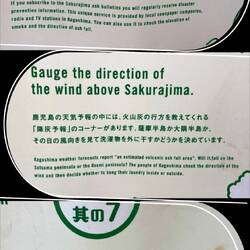 If you subscribe to the Sakurajima ash bulletins you will regularly receive disaster
prevention information. This unique service is provided by local newspaper companies,
radio and TV stations in Kagoshima. You can also use it to check the elevation of
smoke and the direction of ash fall.
Gauge the direction of
the wind above Sakurajima.
鹿児島の天気予報の中には、火山灰の行方を教えてくれる
「降灰予報」のコーナーがあります。薩摩半島か大隅半島か、
その日の風向きを見て洗濯物を外に干すかどうかを決めています。
Kagoshima weather forecasts report "an estimated volcanic ash fall area". Will it fall on the
Satsuma peninsula or the Osumi peninsula? The people of Kagoshima check the direction of the
wind and then decide whether to hang their laundry inside or outside.
其の7